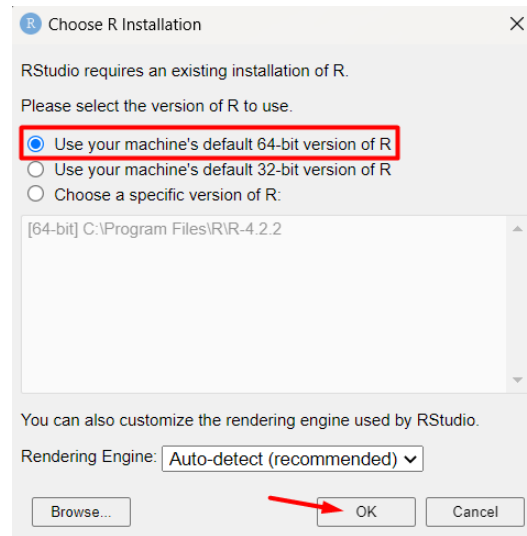 R Choose R Installation
RStudio requires an existing installation of R.
Please select the version of R to use.
Use your machine's default 64-bit version of R
Use your machine's default 32-bit version of R
Choose a specific version of R:
[64-bit] C:\Program Files\R\R-4.2.2
You can also customize the rendering engine used by RStudio.
Rendering Engine: Auto-detect (recommended)
Browse... OK Cancel